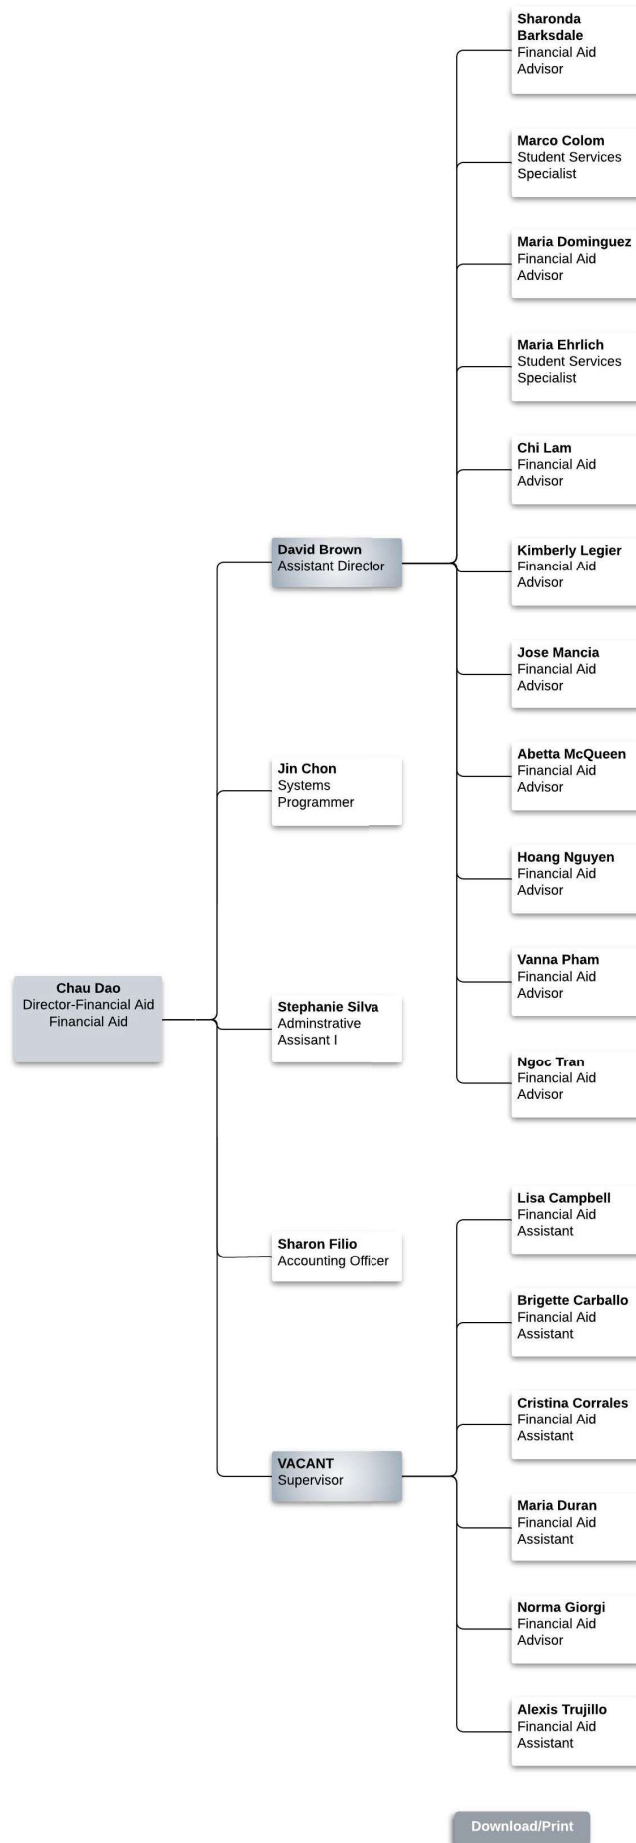 Sharonda
Barksdale
Financial Aid
Advisor
Marco Colom
Student Services
Specialist
Maria Dominguez
Financial Aid
Advisor
Maria Ehrlich
Student Services
Specialist
Chi Lam
Financial Aid
Advisor
David Brown
Assistant Director
Kimberly Legier
Financial Aid
Advisor
Jose Mancia
Financial Aid
Advisor
Jin Chon
Systems
Programmer
Abetta McQueen
Financial Aid
Advisor
Hoang Nguyen
Financial Aid
Advisor
Vanna Pham
Financial Aid
Advisor
Chau Dao
Director-Financial Aid
Financial Aid
Stephanie Silva
Adminstrative
Assisant I
Ngoc Tran
Financial Aid
Advisor
Lisa Campbell
Financial Aid
Assistant
Sharon Filio
Accounting Officer
Brigette Carballo
Financial Aid
Assistant
Cristina Corrales
Financial Aid
Assistant
VACANT
Supervisor
Maria Duran
Financial Aid
Assistant
Norma Giorgi
Financial Aid
Advisor
Alexis Trujillo
Financial Aid
Assistant
Download/Print